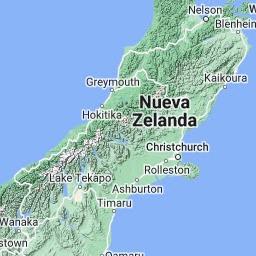 Nelson
Blenheim
Greymouth
Kaikoura
Hokitika
Nueva
Zelanda
Christchurch
Rolleston
Lake Tekapo
Ashburton
Timaru
Wanaka
stown
Oamaru